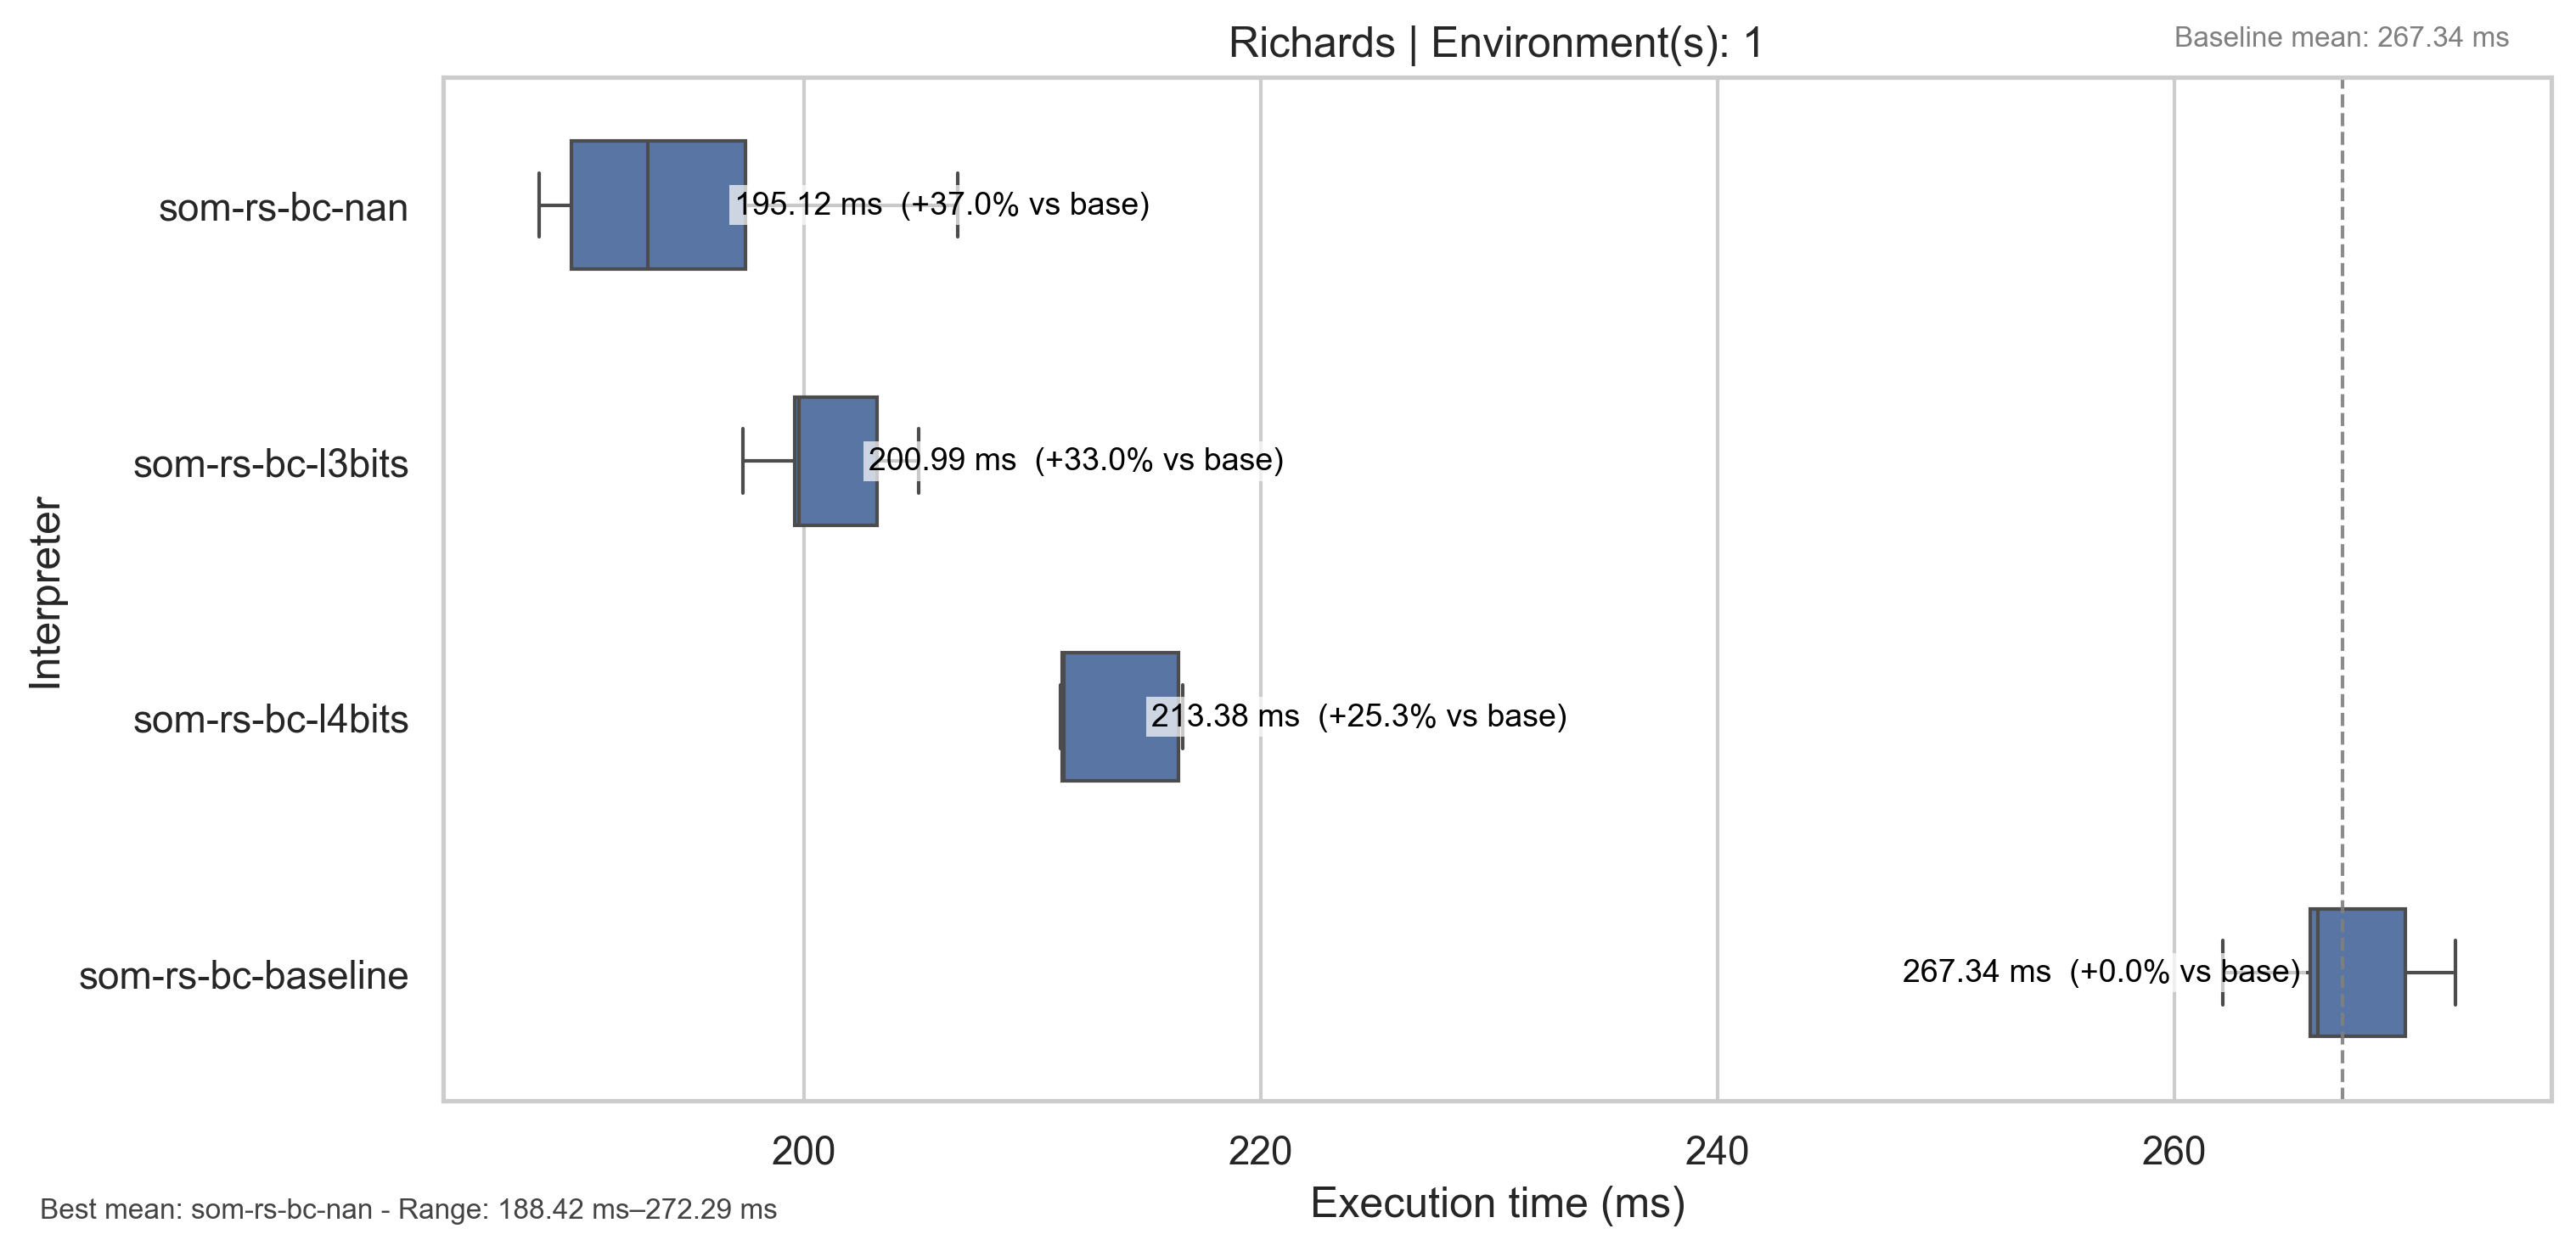 Richards | Environment(s): 1
Baseline mean: 267.34 ms
Interpreter
som-rs-bc-nan
195.12 ms (+37.0% vs base)
som-rs-bc-l3bits
200.99 ms (+33.0% vs base)
som-rs-bc-l4bits
213.38 ms (+25.3% vs base)
som-rs-bc-baseline
267.34 ms (+0.0% vs base)
200 220 240 260
Execution time (ms)
Best mean: som-rs-bc-nan - Range: 188.42 ms–272.29 ms